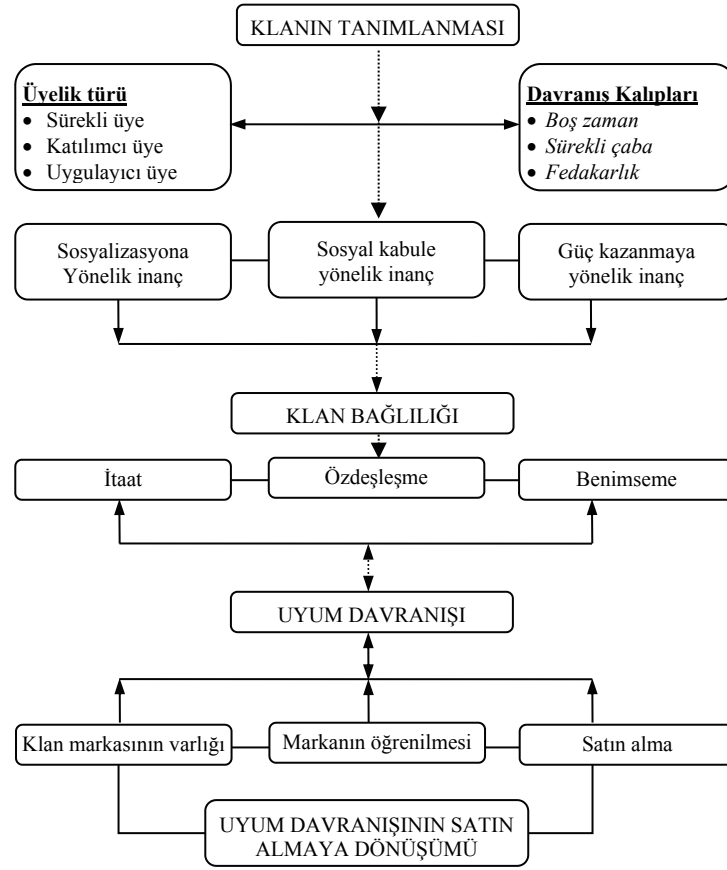 KLANIN TANIMLANMASI
Üyelik türü
• Sürekli üye
• Katılımcı üye
• Uygulayıcı üye
Davranış Kalıpları
• Boş zaman
• Sürekli çaba
• Fedakarlık
Sosyalizasyona
Yönelik inanç
Sosyal kabule
yönelik inanç
Güç kazanmaya
yönelik inanç
KLAN BAĞLILIĞI
İtaat
Özdeşleşme
Benimseme
UYUM DAVRANIŞI
Klan markasının varlığı
Markanın öğrenilmesi
Satın alma
UYUM DAVRANIŞININ SATIN
ALMAYA DÖNÜŞÜMÜ